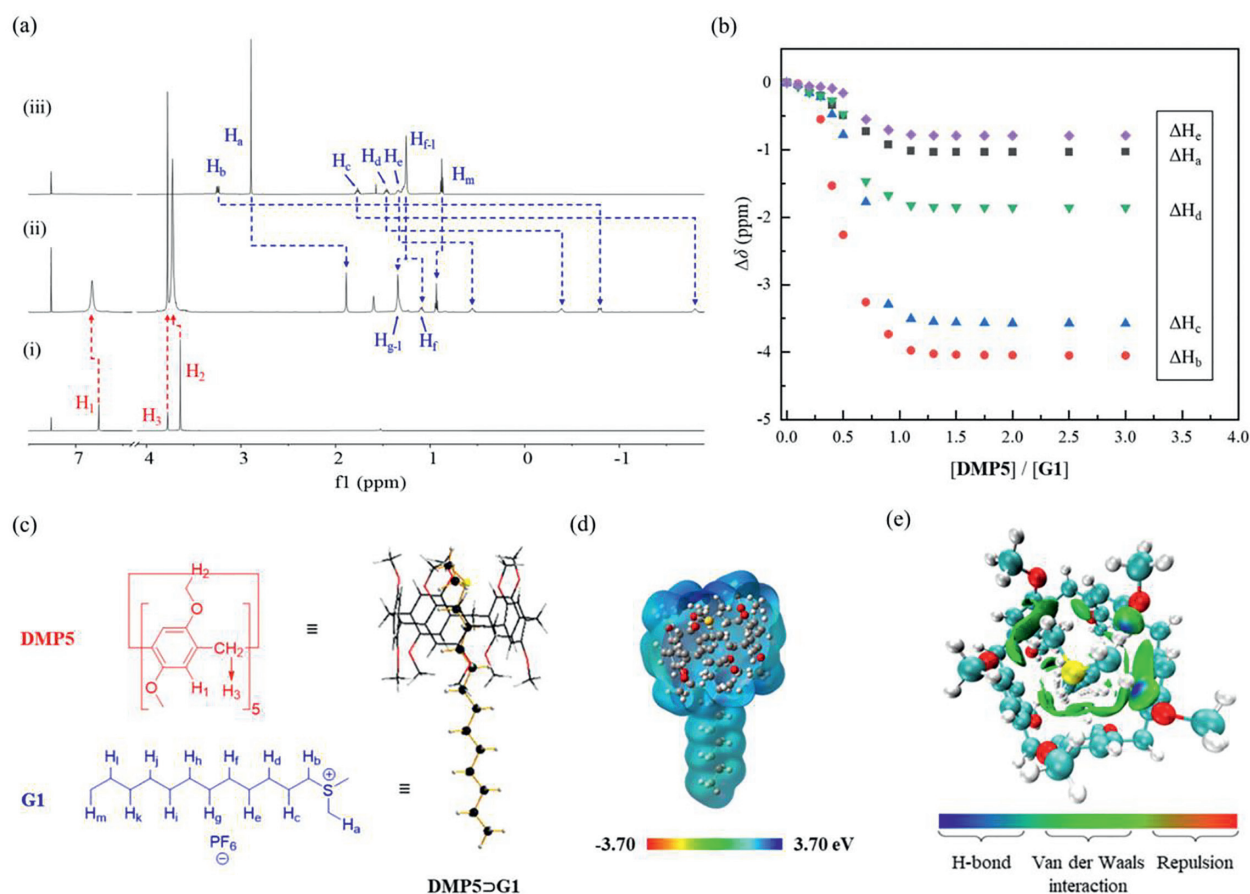 (a)
(iii)
Ha
Hb
Hc
Hd
He
Hf-l
Hm
(ii)
Hg-l
Hf
(i)
H1
H3
H2
7 4 3 2 1 0 -1
f1 (ppm)
(b)
Δδ (ppm)
0
-1
-2
-3
-4
-5
0.0 0.5 1.0 1.5 2.0 2.5 3.0 3.5 4.0
[DMP5] / [G1]
ΔHe
ΔHa
ΔHd
ΔHc
ΔHb
(c)
DMP5
H2
O
CH2
O
H1
H3
5
≡
G1
Hl Hj Hh Hf Hd Hb
S
⊕
Hm Hk Hi Hg He Hc Ha
PF6
⊖
≡
DMP5⊃G1
(d)
-3.70 3.70 eV
(e)
H-bond Van der Waals Repulsion
interaction